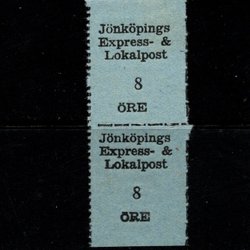 Jönköpings
Express- &
Lokalpost
8
ÖRE
Jönköpings
Express- &
Lokalpost
8
ÖRE